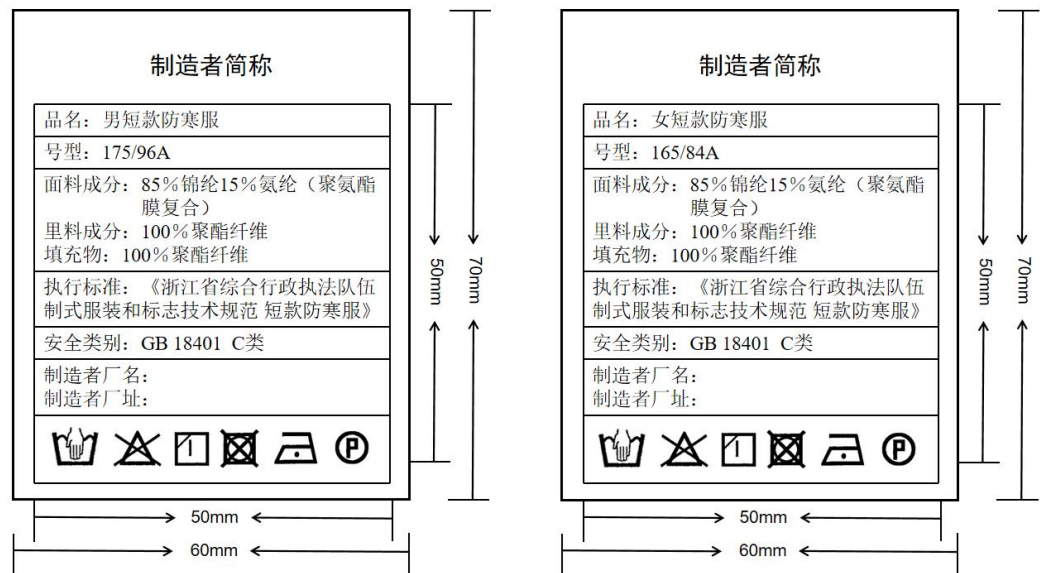 制造者简称
品名：男短款防寒服
号型：175/96A
面料成分：85%锦纶15%氨纶（聚氨酯
膜复合）
里料成分：100%聚酯纤维
填充物：100%聚酯纤维
执行标准：《浙江省综合行政执法队伍
制式服装和标志技术规范 短款防寒服》
安全类别：GB 18401 C类
制造者厂名：
制造者厂址：
P
50mm
70mm
50mm
60mm
制造者简称
品名：女短款防寒服
号型：165/84A
面料成分：85%锦纶15%氨纶（聚氨酯
膜复合）
里料成分：100%聚酯纤维
填充物：100%聚酯纤维
执行标准：《浙江省综合行政执法队伍
制式服装和标志技术规范 短款防寒服》
安全类别：GB 18401 C类
制造者厂名：
制造者厂址：
P
50mm
70mm
50mm
60mm